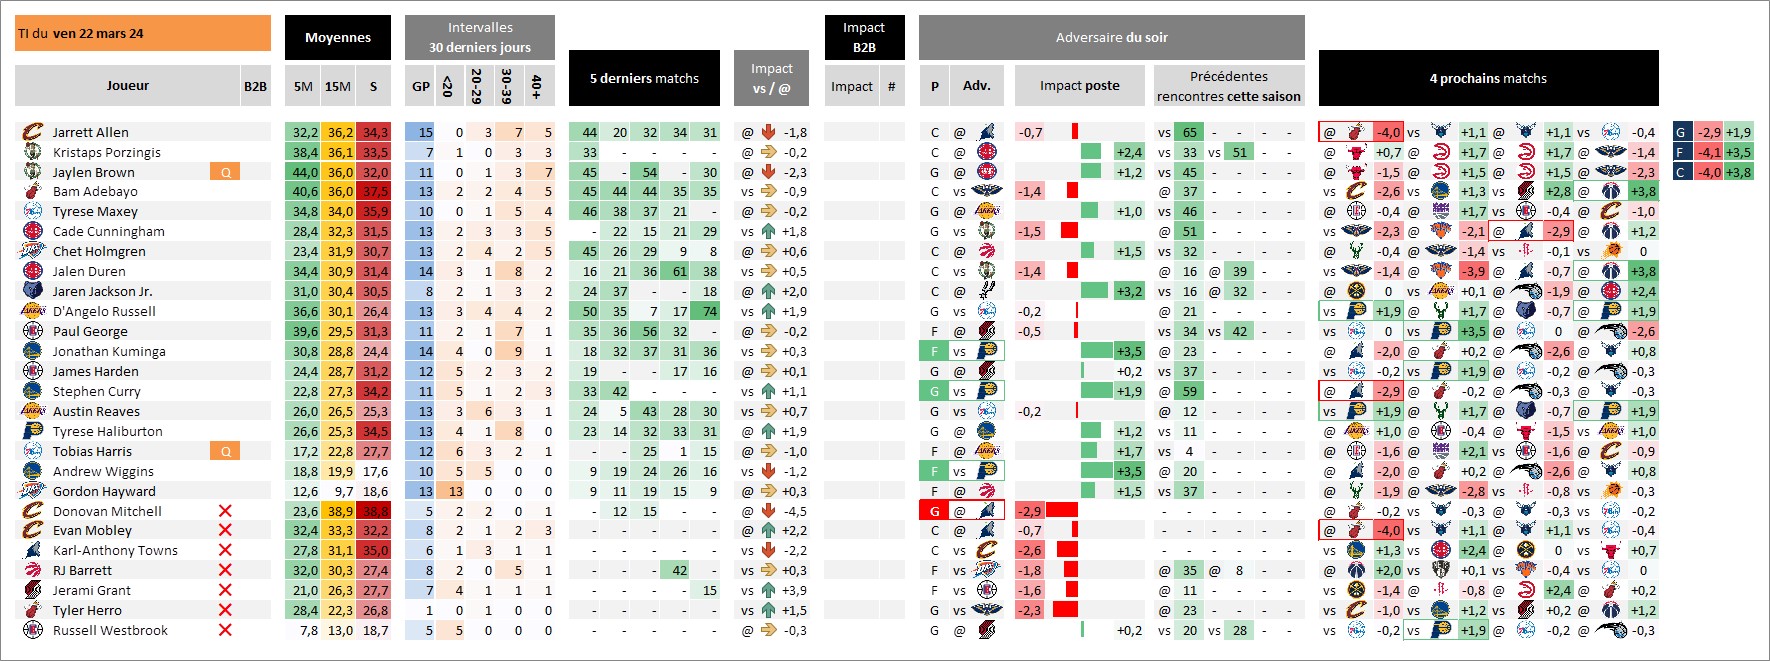 TI du ven 22 mars 24
Moyennes
Intervalles
30 derniers jours
5 derniers matchs
Impact
vs / @
Impact
B2B
Adversaire du soir
4 prochains matchs
Joueur B2B 5M 15M S GP <20 20-29 30-39 40+ Impact # P Adv. Impact poste Précédentes
rencontres cette saison
Jarrett Allen 32,2 36,2 34,3 15 0 3 7 5 44 20 32 34 31 @ -1,8 C @ -0,7 vs 65 - - - @ -4,0 vs +1,1 @ +1,1 vs -0,4 G -2,9 +1,9
Kristaps Porzingis 38,4 36,1 33,5 7 1 0 3 3 33 - - - - @ -0,2 C @ +2,4 vs 33 vs 51 - - @ +0,7 @ +1,7 @ +1,7 @ -1,4 F -4,1 +3,5
Jaylen Brown Q 44,0 36,0 32,0 11 0 1 3 7 45 - 54 - 30 @ -2,3 G @ +1,2 vs 45 - - - @ -1,5 @ +1,5 @ +1,5 @ -2,3 C -4,0 +3,8
Bam Adebayo 40,6 36,0 37,5 13 2 2 4 5 45 44 44 35 35 vs -0,9 C vs -1,4 @ 37 - - - vs -2,6 vs +1,3 vs +2,8 @ +3,8
Tyrese Maxey 34,8 34,0 35,9 10 0 1 5 4 46 38 37 21 - @ -0,2 G @ +1,0 vs 46 - - - @ -0,4 @ +1,7 vs -0,4 @ -1,0
Cade Cunningham 28,4 32,3 31,5 13 2 3 3 5 - 22 15 21 29 vs +1,8 G vs -1,5 @ 51 - - - vs -2,3 @ -2,1 @ -2,9 @ +1,2
Chet Holmgren 23,4 31,9 30,7 13 2 4 2 5 45 26 29 9 8 @ +0,6 C @ +1,5 vs 32 - - - @ -0,4 @ -1,4 vs -0,1 vs 0
Jalen Duren 34,4 30,9 31,4 14 3 1 8 2 16 21 36 61 38 vs +0,5 C vs -1,4 @ 16 @ 39 - - vs -1,4 @ -3,9 @ -0,7 @ +3,8
Jaren Jackson Jr. 31,0 30,4 30,5 8 2 1 3 2 24 37 - - 18 @ +2,0 C @ +3,2 vs 16 @ 32 - - @ 0 vs +0,1 @ -1,9 @ +2,4
D'Angelo Russell 36,6 30,1 26,4 13 3 4 4 2 50 35 7 17 74 vs +1,9 G vs -0,2 @ 21 - - - vs +1,9 @ +1,7 @ -0,7 @ +1,9
Paul George 39,6 29,5 31,3 11 2 1 7 1 35 36 56 32 - @ -0,2 F @ -0,5 vs 34 vs 42 - - vs 0 vs +3,5 @ 0 @ -2,6
Jonathan Kuminga 30,8 28,8 24,4 14 4 0 9 1 18 32 37 31 36 vs +0,3 F vs +3,5 @ 23 - - - @ -2,0 @ +0,2 @ -2,6 @ +0,8
James Harden 24,4 28,7 31,2 12 5 2 3 2 19 - - 17 16 @ +0,1 G @ +0,2 vs 37 - - - vs -0,2 vs +1,9 @ -0,2 @ -0,3
Stephen Curry 22,8 27,3 34,2 11 5 1 2 3 33 42 - - - vs +1,1 G vs +1,9 @ 59 - - - @ -2,9 @ -0,2 @ -0,3 @ -0,3
Austin Reaves 26,0 26,5 25,3 13 3 6 3 1 24 5 43 28 30 vs +0,7 G vs -0,2 @ 12 - - - vs +1,9 @ +1,7 @ -0,7 @ +1,9
Tyrese Haliburton 26,6 25,3 34,5 13 4 1 8 0 23 14 32 33 31 @ +1,9 G @ +1,2 vs 11 - - - @ +1,0 @ -0,4 @ -1,5 vs +1,0
Tobias Harris Q 17,2 22,8 27,7 12 6 3 2 1 - - 25 1 15 @ -1,0 F @ +1,7 vs 4 - - - @ -1,6 @ +2,1 vs -1,6 @ -0,9
Andrew Wiggins 18,8 19,9 17,6 10 5 5 0 0 9 19 24 26 16 vs -1,2 F vs +3,5 @ 20 - - - @ -2,0 @ +0,2 @ -2,6 @ +0,8
Gordon Hayward 12,6 9,7 18,6 13 13 0 0 0 9 11 19 15 9 @ +0,3 F @ +1,5 vs 37 - - - @ -1,9 @ -2,8 vs -0,8 vs -0,3
Donovan Mitchell 23,6 38,9 38,8 5 2 2 0 1 - 12 15 - - @ -4,5 G @ -2,9 - - - - @ -0,2 vs -0,3 @ -0,3 vs -0,2
Evan Mobley 32,4 33,3 32,2 8 2 1 2 3 - - - - - @ +2,2 C @ -0,7 - - - - @ -4,0 vs +1,1 @ +1,1 vs -0,4
Karl-Anthony Towns 27,8 31,1 35,0 6 1 3 1 1 - - - - - vs -2,2 C vs -2,6 - - - - vs +1,3 vs +2,4 @ 0 vs +0,7
RJ Barrett 32,0 30,3 27,4 8 2 0 5 1 - - - 42 - vs +0,3 F vs -1,8 @ 35 @ 8 - - @ +2,0 vs +0,1 vs -0,4 vs 0
Jerami Grant 21,0 26,3 27,7 7 4 1 1 1 - - - - 15 vs +3,9 F vs -1,6 @ 11 - - - vs -1,4 @ -0,8 @ +2,4 @ +0,2
Tyler Herro 28,4 22,3 26,8 1 0 1 0 0 - - - - - vs +1,5 G vs -2,3 @ 23 - - - vs -1,0 vs +1,2 vs +0,2 @ +1,2
Russell Westbrook 7,8 13,0 18,7 5 5 0 0 0 - - - - - @ -0,3 G @ +0,2 vs 20 vs 28 - - vs -0,2 vs +1,9 @ -0,2 @ -0,3